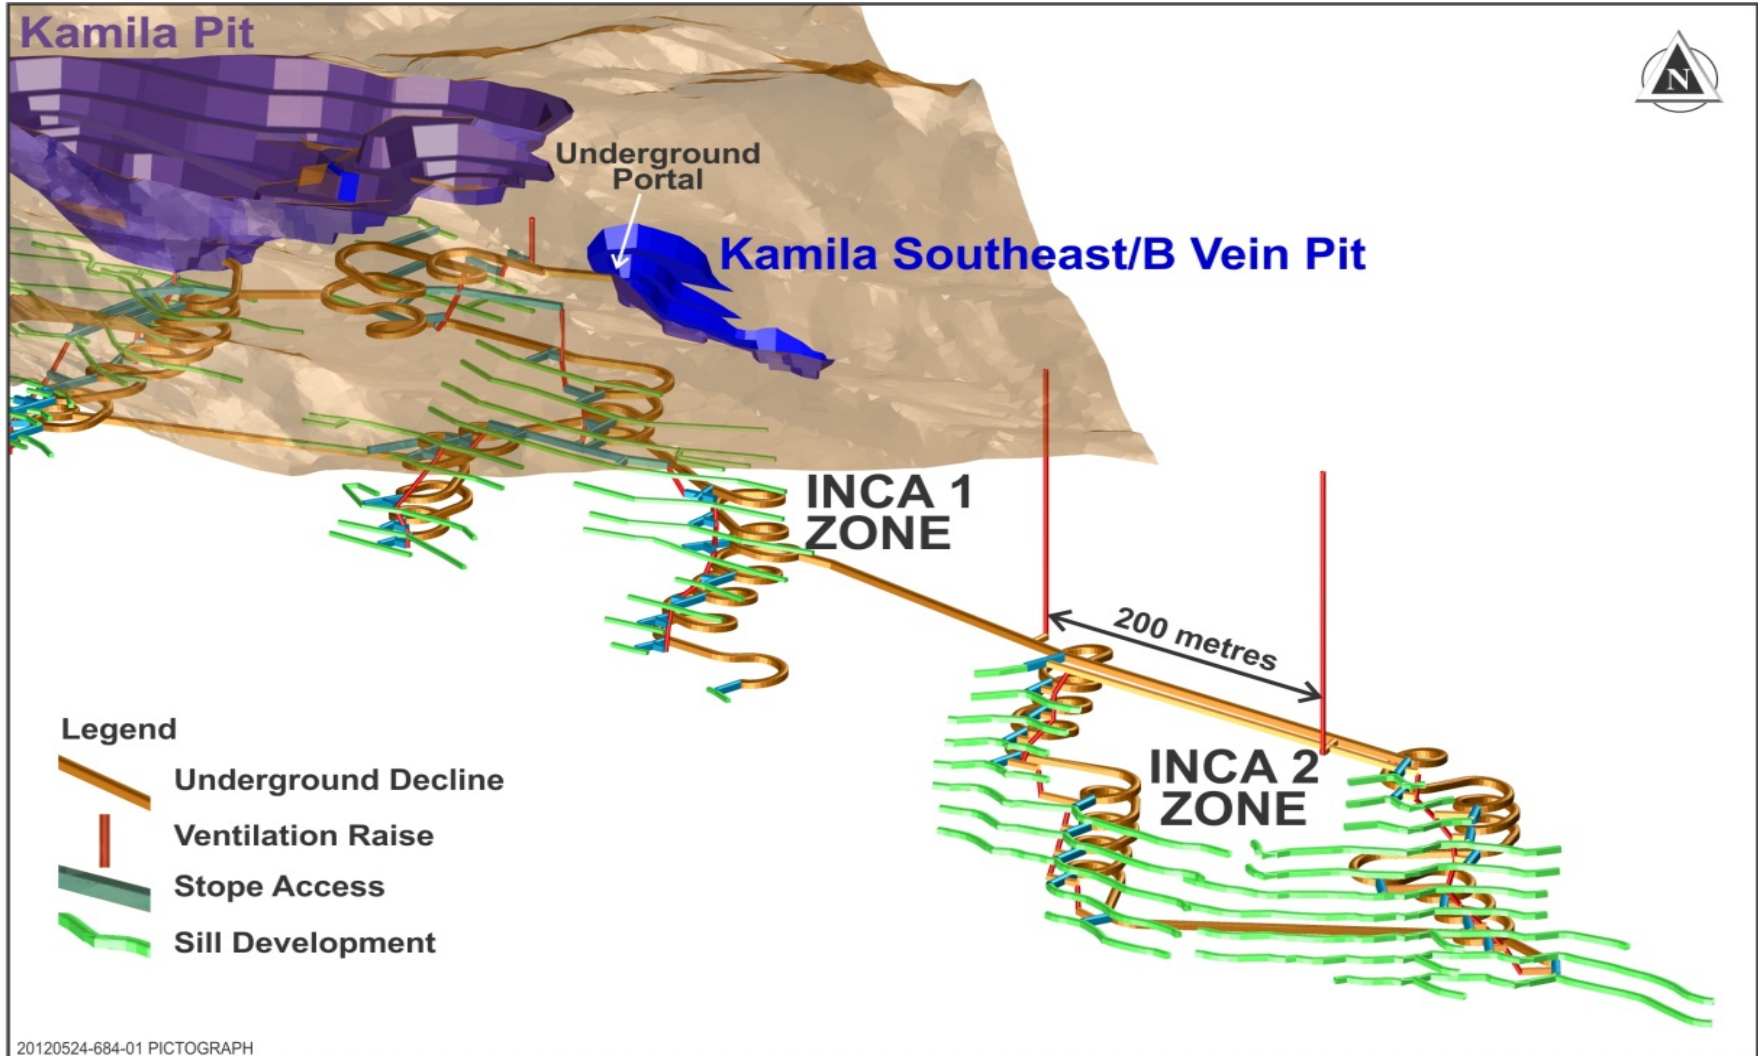 Kamila Pit
N
Underground
Portal
Kamila Southeast/B Vein Pit
INCA 1
ZONE
200 metres
INCA 2
ZONE
Legend
Underground Decline
Ventilation Raise
Stope Access
Sill Development
20120524-684-01 PICTOGRAPH